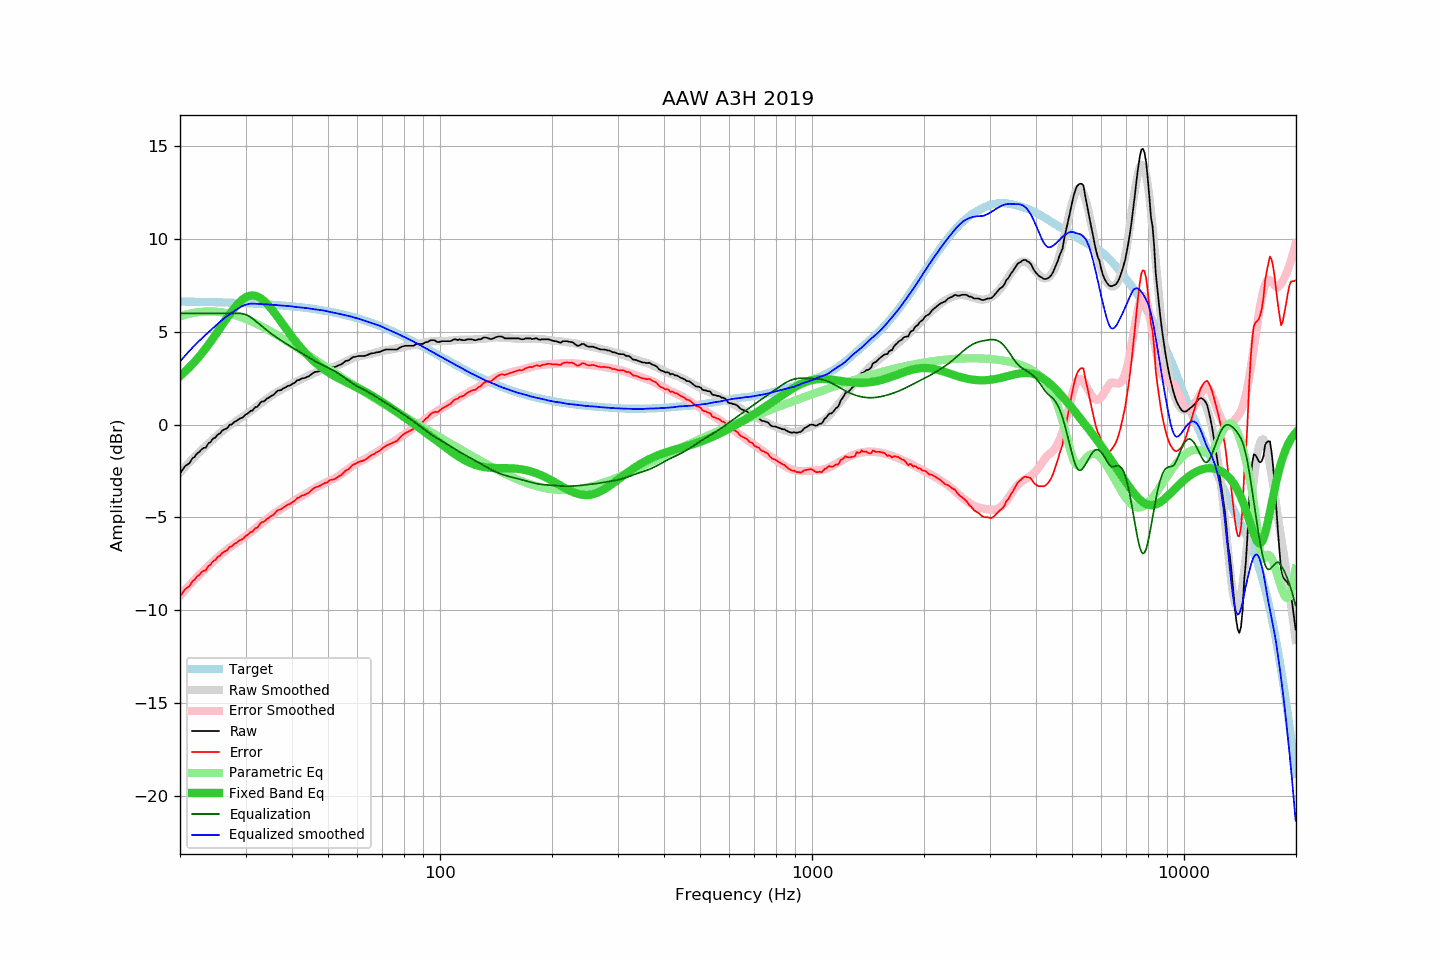 AAW A3H 2019
15
10
5
0
−5
−10
−15
−20
Amplitude (dBr)
Target
Raw Smoothed
Error Smoothed
Raw
Error
Parametric Eq
Fixed Band Eq
Equalization
Equalized smoothed
100 1000 10000
Frequency (Hz)